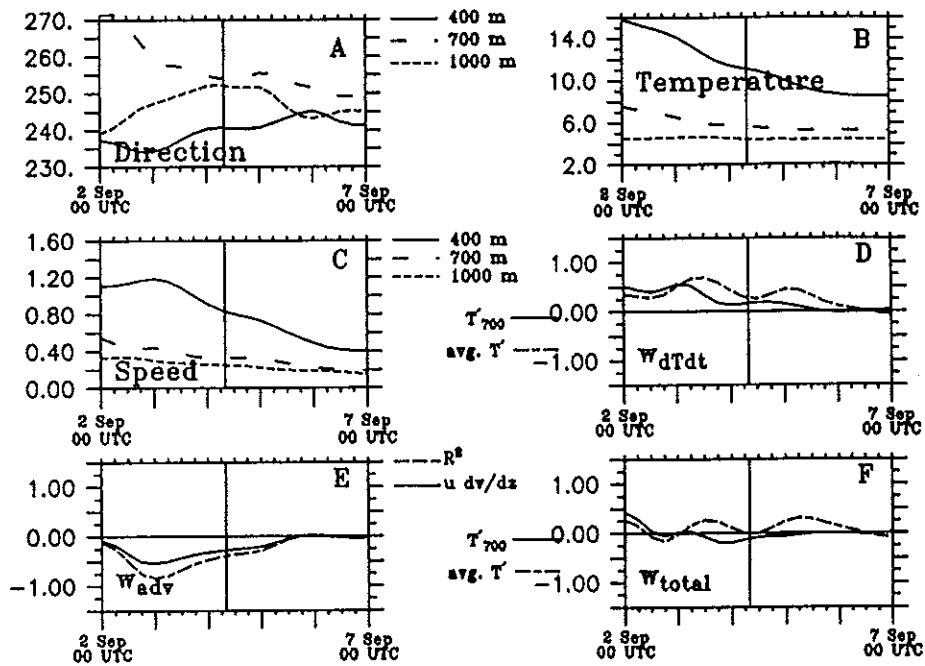 270.
260.
250.
240.
230.
A
Direction
2 Sep
00 UTC
7 Sep
00 UTC
400 m
700 m
1000 m
14.0
10.0
6.0
2.0
B
Temperature
2 Sep
00 UTC
7 Sep
00 UTC
1.60
1.20
0.80
0.40
0.00
C
Speed
2 Sep
00 UTC
7 Sep
00 UTC
400 m
700 m
1000 m
T'700
avg. T'
1.00
0.00
-1.00
D
WdTdt
2 Sep
00 UTC
7 Sep
00 UTC
1.00
0.00
-1.00
E
Wadv
2 Sep
00 UTC
7 Sep
00 UTC
R²
u dv/dz
T'700
avg. T'
1.00
0.00
-1.00
F
Wtotal
2 Sep
00 UTC
7 Sep
00 UTC